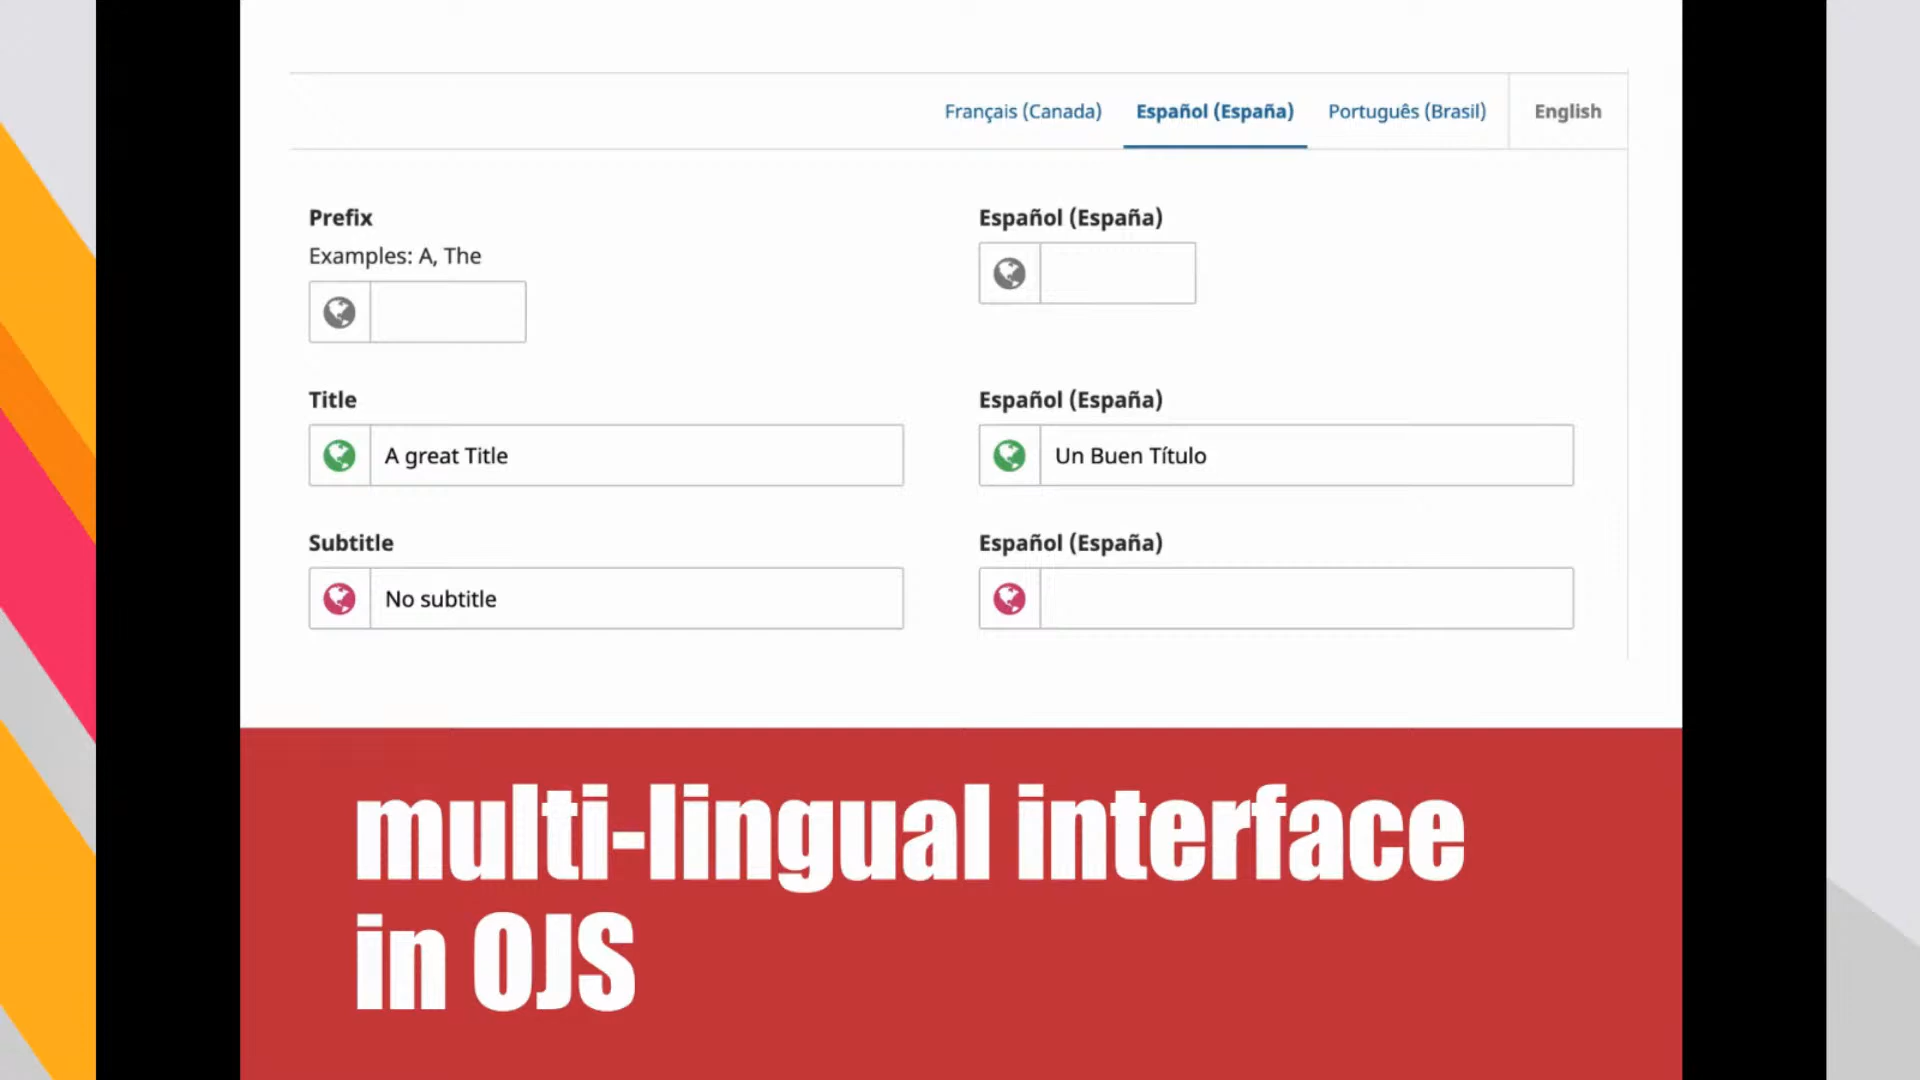 Français (Canada) Español (España) Português (Brasil) English
Prefix Español (España)
Examples: A, The
Title Español (España)
A great Title Un Buen Título
Subtitle Español (España)
No subtitle
multi-lingual interface
in OJS